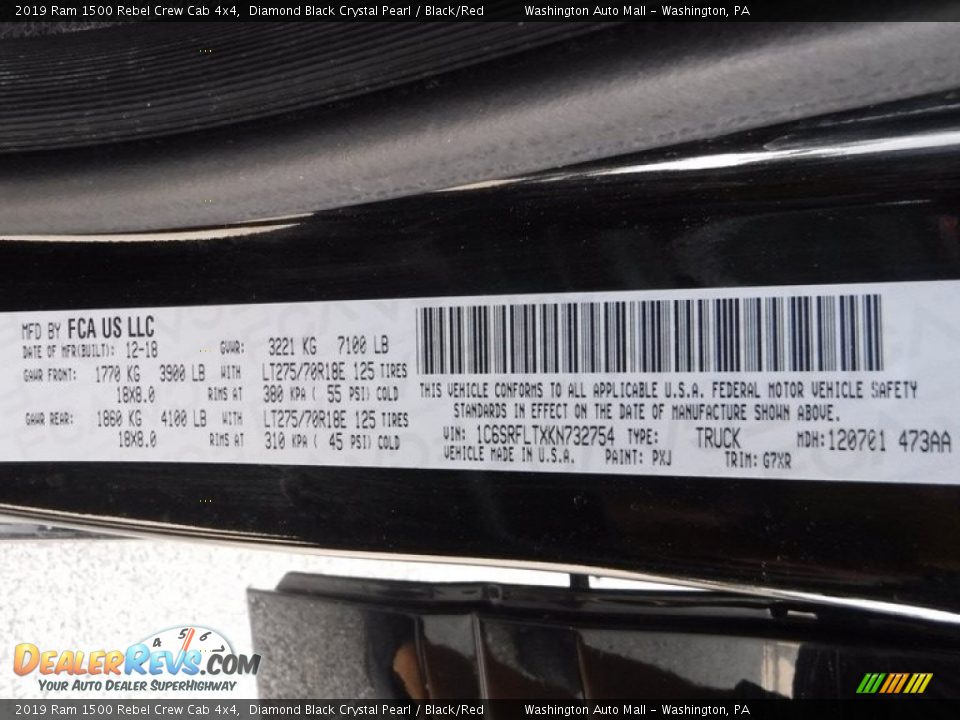 2019 Ram 1500 Rebel Crew Cab 4x4, Diamond Black Crystal Pearl / Black/Red Washington Auto Mall - Washington, PA
MFD BY FCA US LLC
DATE OF MFR(BUILT): 12-18 GVWR: 3221 KG 7100 LB
GAWR FRONT: 1770 KG 3900 LB WITH LT275/70R18E 125 TIRES
18X8.0 RIMS AT 380 KPA ( 55 PSI) COLD
GAWR REAR: 1860 KG 4100 LB WITH LT275/70R18E 125 TIRES
18X8.0 RIMS AT 310 KPA ( 45 PSI) COLD
THIS VEHICLE CONFORMS TO ALL APPLICABLE U.S.A. FEDERAL MOTOR VEHICLE SAFETY
STANDARDS IN EFFECT ON THE DATE OF MANUFACTURE SHOWN ABOVE.
VIN: 1C6SRFLTXKN732754 TYPE: TRUCK MDH:120701 473AA
VEHICLE MADE IN U.S.A. PAINT: PXJ TRIM: G7XR
4 5 6
DEALERREVS.COM
YOUR AUTO DEALER SUPERHIGHWAY
2019 Ram 1500 Rebel Crew Cab 4x4, Diamond Black Crystal Pearl / Black/Red Washington Auto Mall - Washington, PA